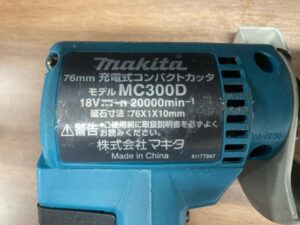 makita
76mm 充電式コンパクトカッタ
モデル MC300D
18V⎓ n 20000min⁻¹
砥石寸法:76X1X10mm
警告
•ご使用前に取扱説明書を必ずよく
お読みください。
株式会社マキタ
Made in China